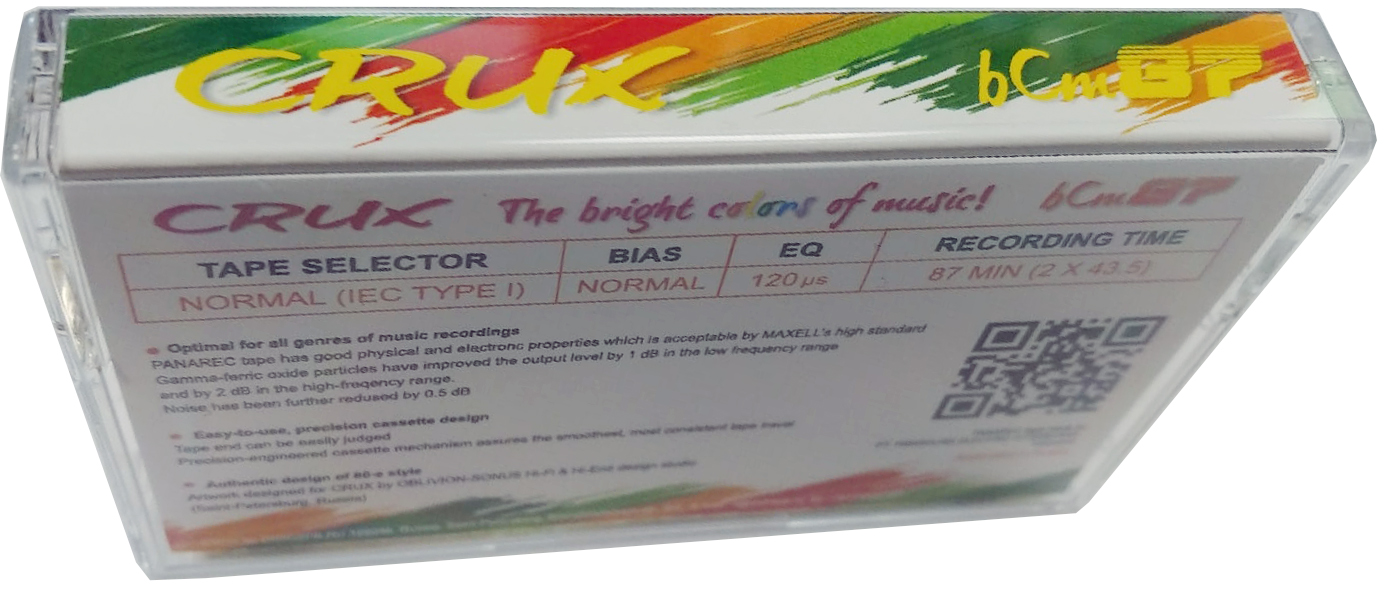 CRUX bCm87
CRUX The bright colors of music! bCm87
TAPE SELECTOR BIAS EQ RECORDING TIME
NORMAL (IEC TYPE I) NORMAL 120 µs 87 MIN (2 X 43.5)
Optimal for all genres of music recordings
PANAREC tape has good physical and electronc properties which is acceptable by MAXELL's high standard
Gamma-ferric oxide particles have improved the output level by 1 dB in the low frequency range
and by 2 dB in the high-freqency range.
Noise has been further redused by 0.5 dB
Easy-to-use, precision cassette design
Tape end can be easily judged
Precision-engineered cassette mechanism assures the smoothest, most consistent tape travel
Authentic design of 80-s style
Artwork designed for CRUX by OBLIVION-SONUS Hi-Fi & Hi-End design studio
(Saint-Petersburg, Russia)